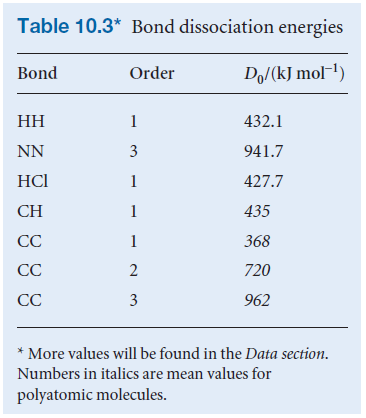 Table 10.3* Bond dissociation energies
Bond Order D₀/(kJ mol⁻¹)
HH 1 432.1
NN 3 941.7
HCl 1 427.7
CH 1 435
CC 1 368
CC 2 720
CC 3 962
* More values will be found in the Data section.
Numbers in italics are mean values for
polyatomic molecules.